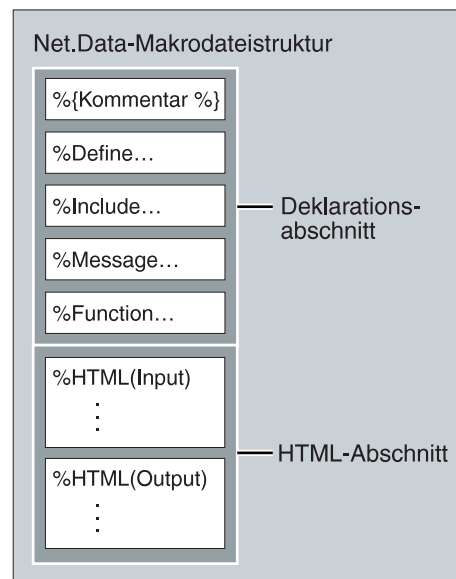 Net.Data-Makrodateistruktur
%{Kommentar %}
%Define…
%Include…
%Message…
%Function…
Deklarations-
abschnitt
%HTML(Input)
⋮
%HTML(Output)
⋮
HTML-Abschnitt